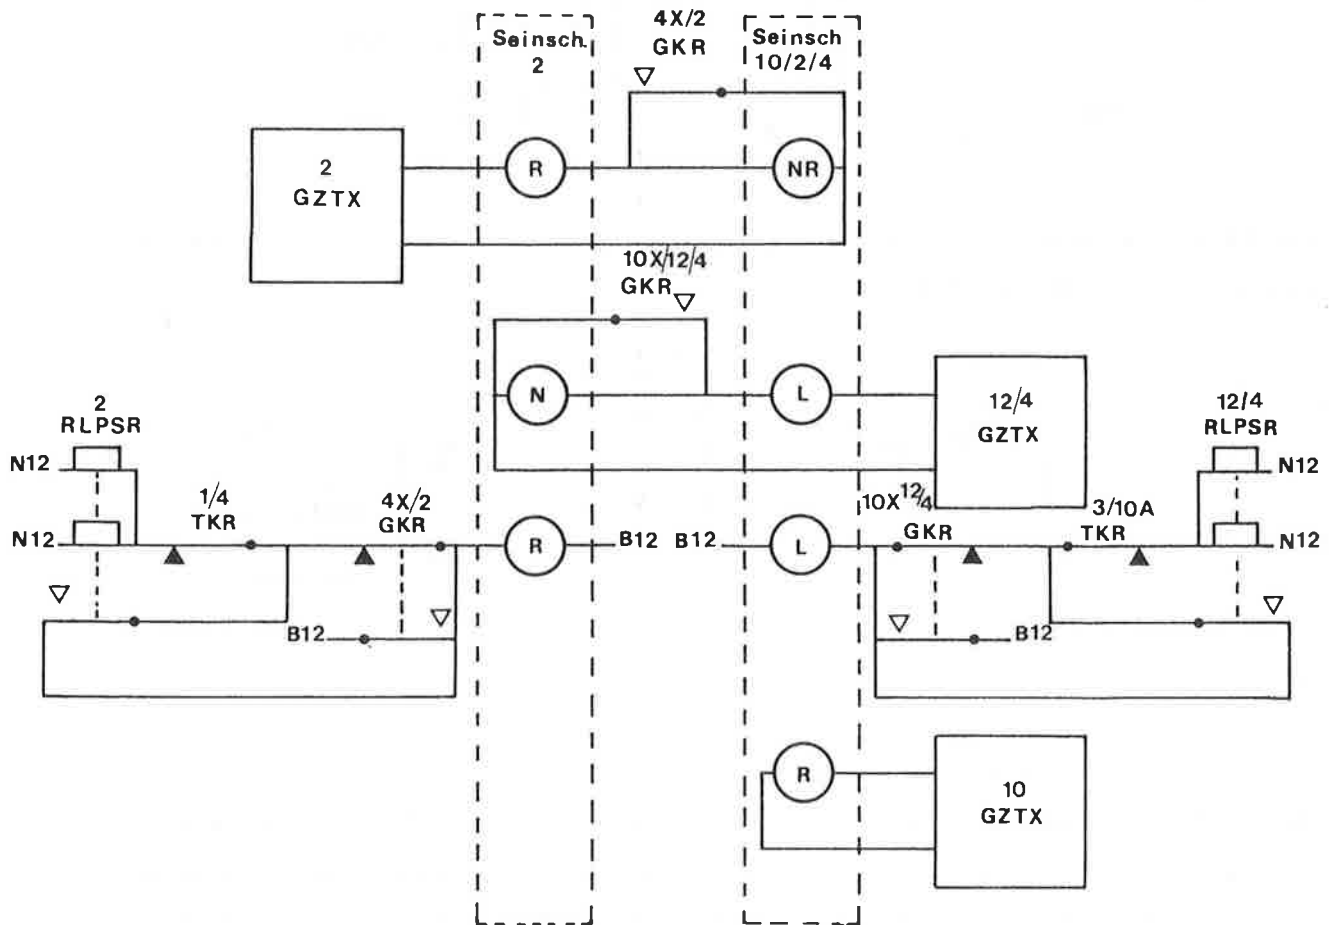 4X/2
GKR
Seinsch.
2
Seinsch
10/2/4
2
GZTX
R
NR
10X/12/4
GKR
N
L
12/4
GZTX
2
RLPSR
12/4
RLPSR
N12
N12
1/4
TKR
4X/2
GKR
10X12/4
GKR
3/10A
TKR
N12
R
B12
B12
L
N12
B12
B12
R
10
GZTX